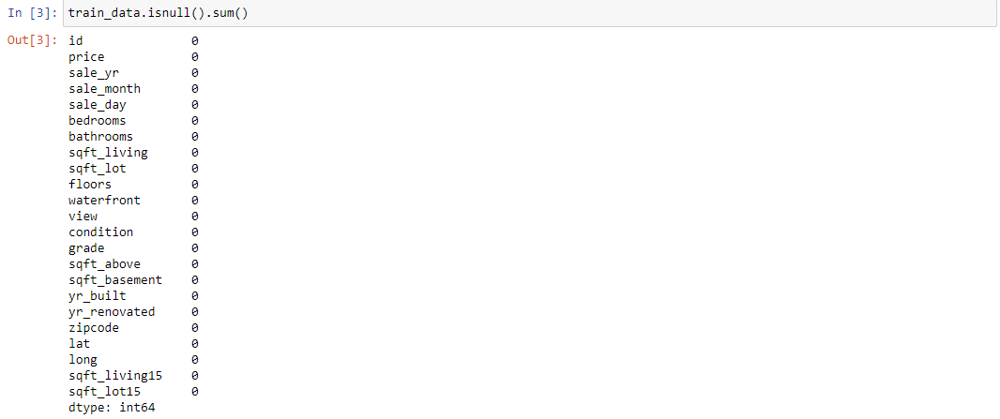 In [3]: train_data.isnull().sum()
Out[3]: id 0
price 0
sale_yr 0
sale_month 0
sale_day 0
bedrooms 0
bathrooms 0
sqft_living 0
sqft_lot 0
floors 0
waterfront 0
view 0
condition 0
grade 0
sqft_above 0
sqft_basement 0
yr_built 0
yr_renovated 0
zipcode 0
lat 0
long 0
sqft_living15 0
sqft_lot15 0
dtype: int64